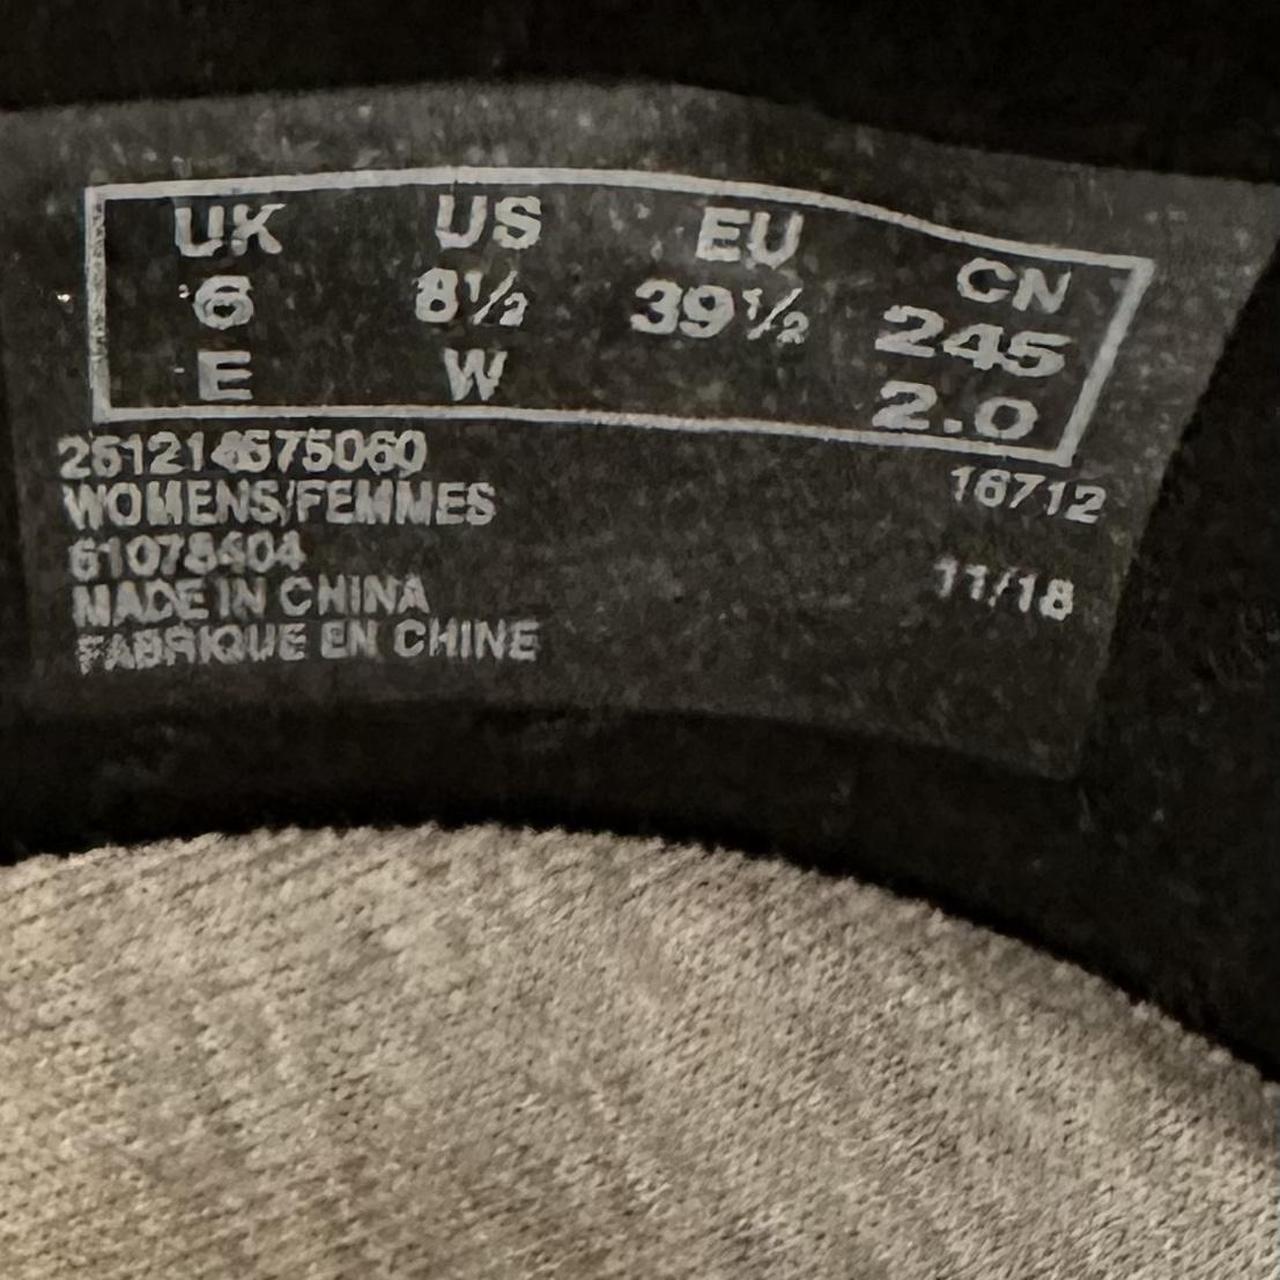 UK US EU CN
6 8½ 39½ 245
E W 2.0
16712
WOMENS/FEMMES
61078404
MADE IN CHINA 11/18
FABRIQUE EN CHINE